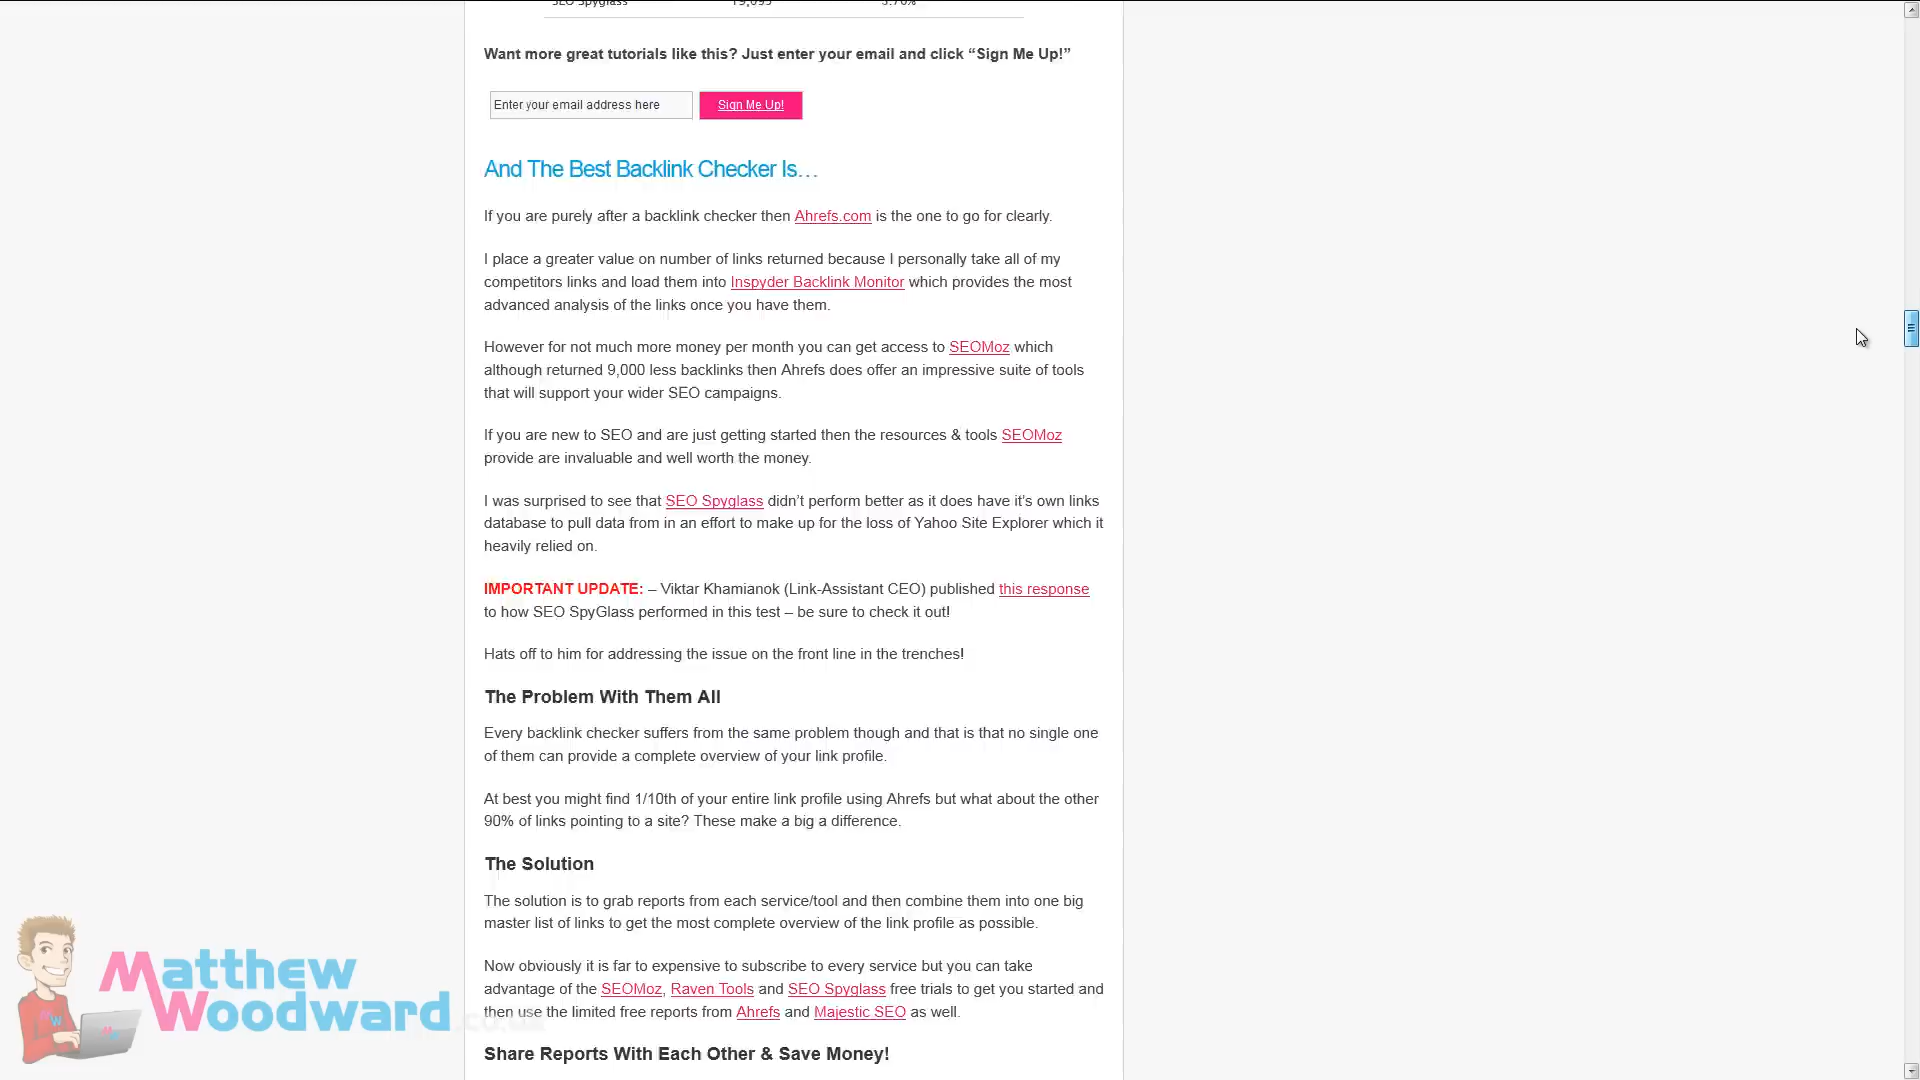 SEO Spyglass 19,095 3.70%
Want more great tutorials like this? Just enter your email and click “Sign Me Up!”
Enter your email address here
Sign Me Up!
And The Best Backlink Checker Is…
If you are purely after a backlink checker then Ahrefs.com is the one to go for clearly.
I place a greater value on number of links returned because I personally take all of my
competitors links and load them into Inspyder Backlink Monitor which provides the most
advanced analysis of the links once you have them.
However for not much more money per month you can get access to SEOMoz which
although returned 9,000 less backlinks then Ahrefs does offer an impressive suite of tools
that will support your wider SEO campaigns.
If you are new to SEO and are just getting started then the resources & tools SEOMoz
provide are invaluable and well worth the money.
I was surprised to see that SEO Spyglass didn’t perform better as it does have it’s own links
database to pull data from in an effort to make up for the loss of Yahoo Site Explorer which it
heavily relied on.
IMPORTANT UPDATE: – Viktar Khamianok (Link-Assistant CEO) published this response
to how SEO SpyGlass performed in this test – be sure to check it out!
Hats off to him for addressing the issue on the front line in the trenches!
The Problem With Them All
Every backlink checker suffers from the same problem though and that is that no single one
of them can provide a complete overview of your link profile.
At best you might find 1/10th of your entire link profile using Ahrefs but what about the other
90% of links pointing to a site? These make a big a difference.
The Solution
The solution is to grab reports from each service/tool and then combine them into one big
master list of links to get the most complete overview of the link profile as possible.
Now obviously it is far to expensive to subscribe to every service but you can take
advantage of the SEOMoz, Raven Tools and SEO Spyglass free trials to get you started and
then use the limited free reports from Ahrefs and Majestic SEO as well.
Share Reports With Each Other & Save Money!
Matthew
Woodward